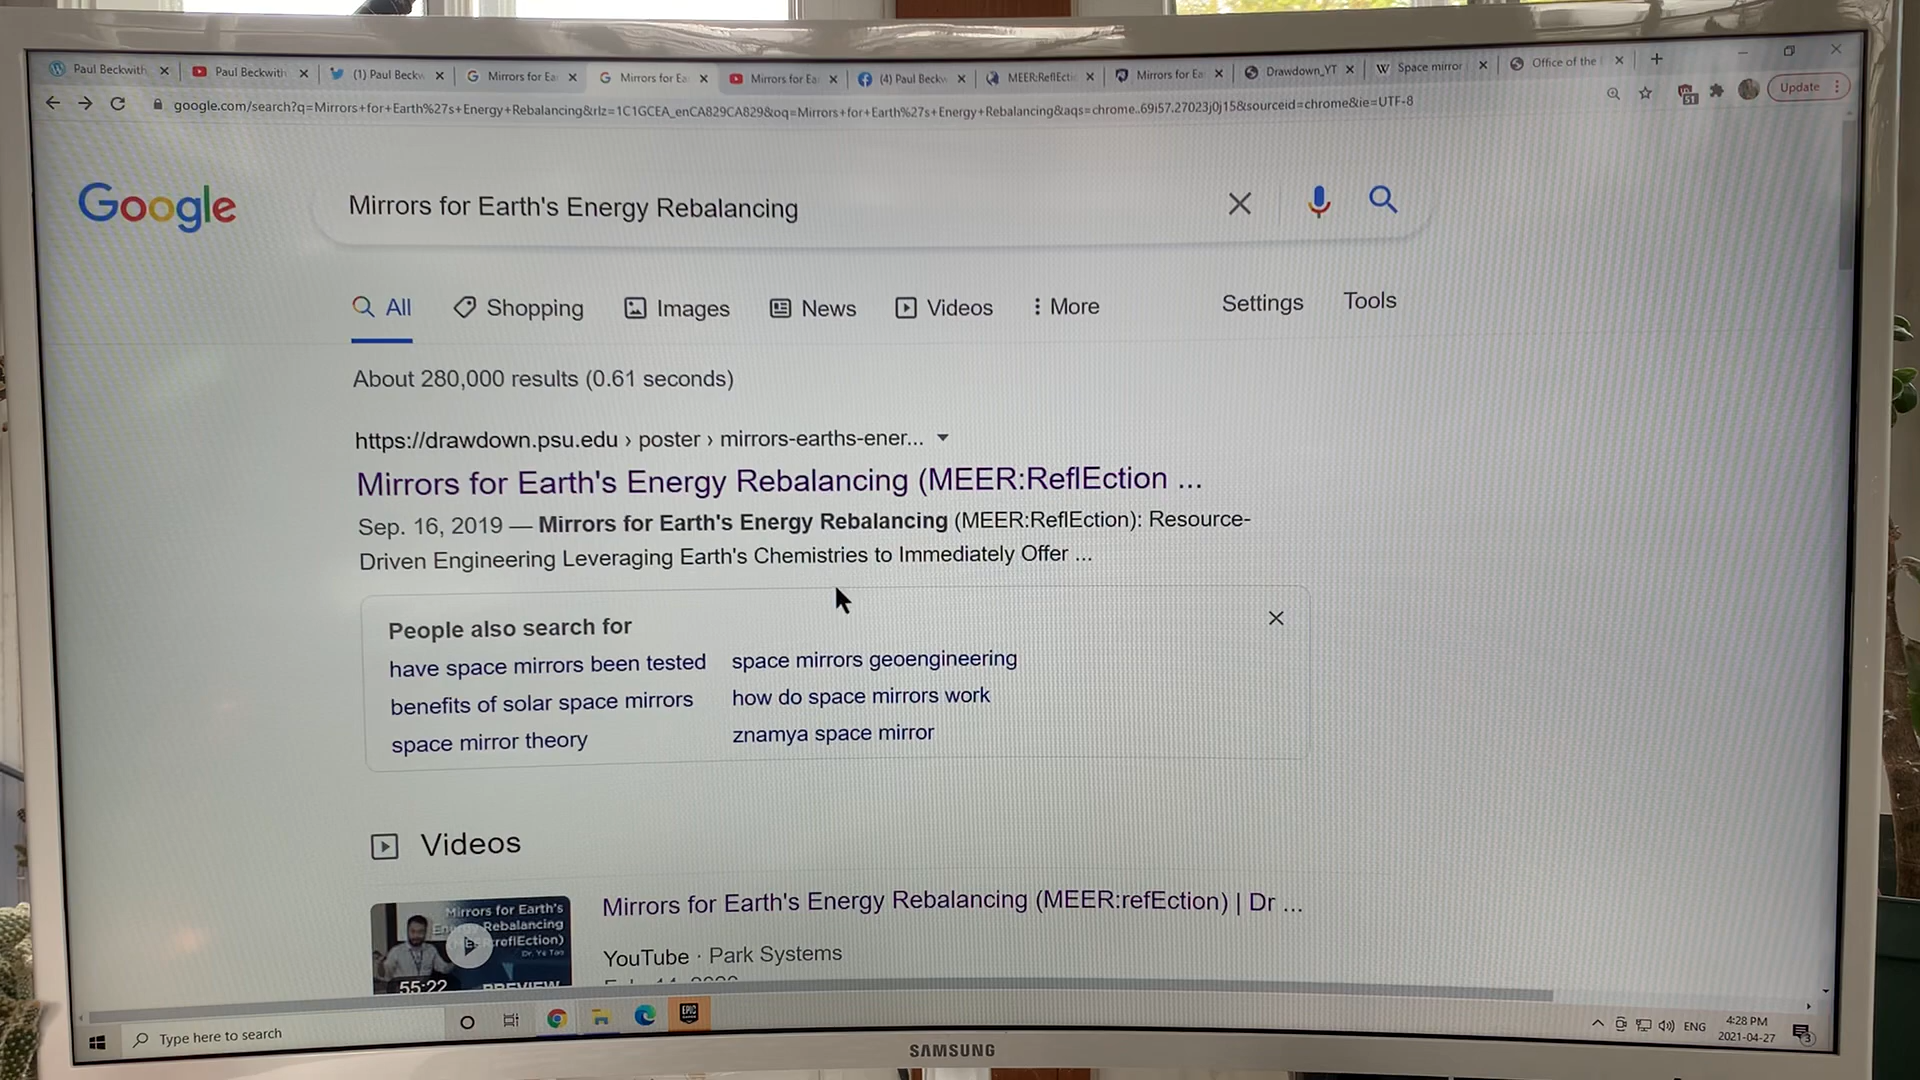 Paul Beckwith
Paul Beckwith
(1) Paul Beckw
Mirrors for Ea
Mirrors for Ea
Mirrors for Ea
(4) Paul Beckw
MEER:ReflEcti
Mirrors for Ea
Drawdown_YT
Space mirror
Office of the
google.com/search?q=Mirrors+for+Earth%27s+Energy+Rebalancing&rlz=1C1GCEA_enCA829CA829&oq=Mirrors+for+Earth%27s+Energy+Rebalancing&aqs=chrome..69i57.27023j0j15&sourceid=chrome&ie=UTF-8
51
Update
Google
Mirrors for Earth's Energy Rebalancing
All Shopping Images News Videos More Settings Tools
About 280,000 results (0.61 seconds)
https://drawdown.psu.edu › poster › mirrors-earths-ener...
Mirrors for Earth's Energy Rebalancing (MEER:ReflEction ...
Sep. 16, 2019 — Mirrors for Earth's Energy Rebalancing (MEER:ReflEction): Resource-
Driven Engineering Leveraging Earth's Chemistries to Immediately Offer ...
People also search for
have space mirrors been tested
space mirrors geoengineering
benefits of solar space mirrors
how do space mirrors work
space mirror theory
znamya space mirror
Videos
Mirrors for Earth's
Energy Rebalancing
Dr. Ye Tao
55:22
PREVIEW
Mirrors for Earth's Energy Rebalancing (MEER:refEction) | Dr ...
YouTube · Park Systems
Type here to search
EPIC
ENG
4:28 PM
2021-04-27
3
SAMSUNG